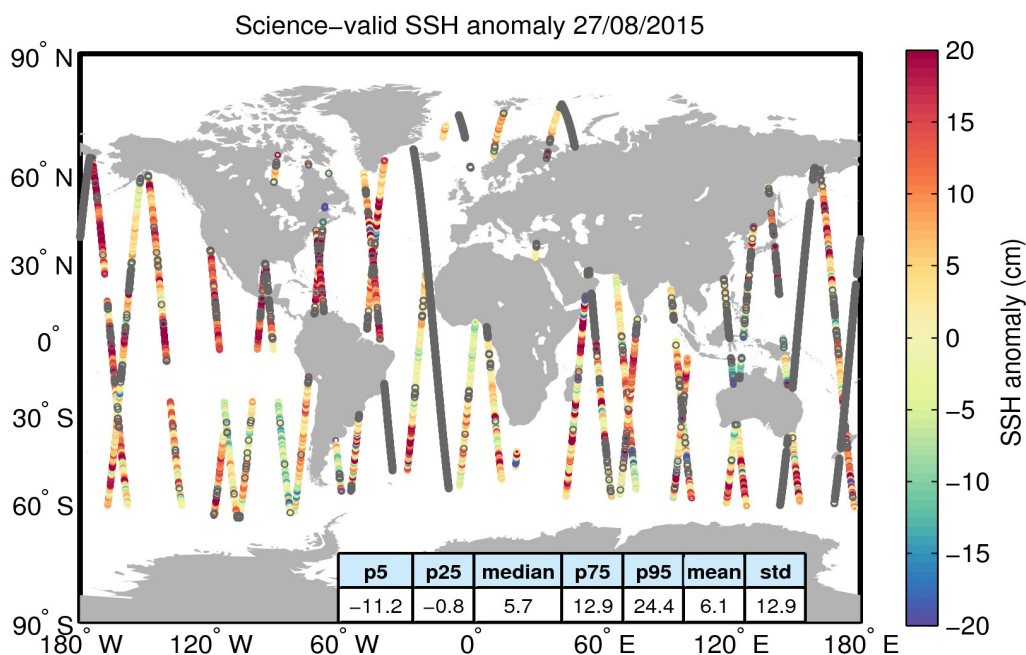 Science−valid SSH anomaly 27/08/2015
90° N
60° N
30° N
0°
30° S
60° S
90° S
180° W
120° W
60° W
0°
60° E
120° E
180° E
p5 p25 median p75 p95 mean std
−11.2 −0.8 5.7 12.9 24.4 6.1 12.9
20
15
10
5
0
−5
−10
−15
−20
SSH anomaly (cm)